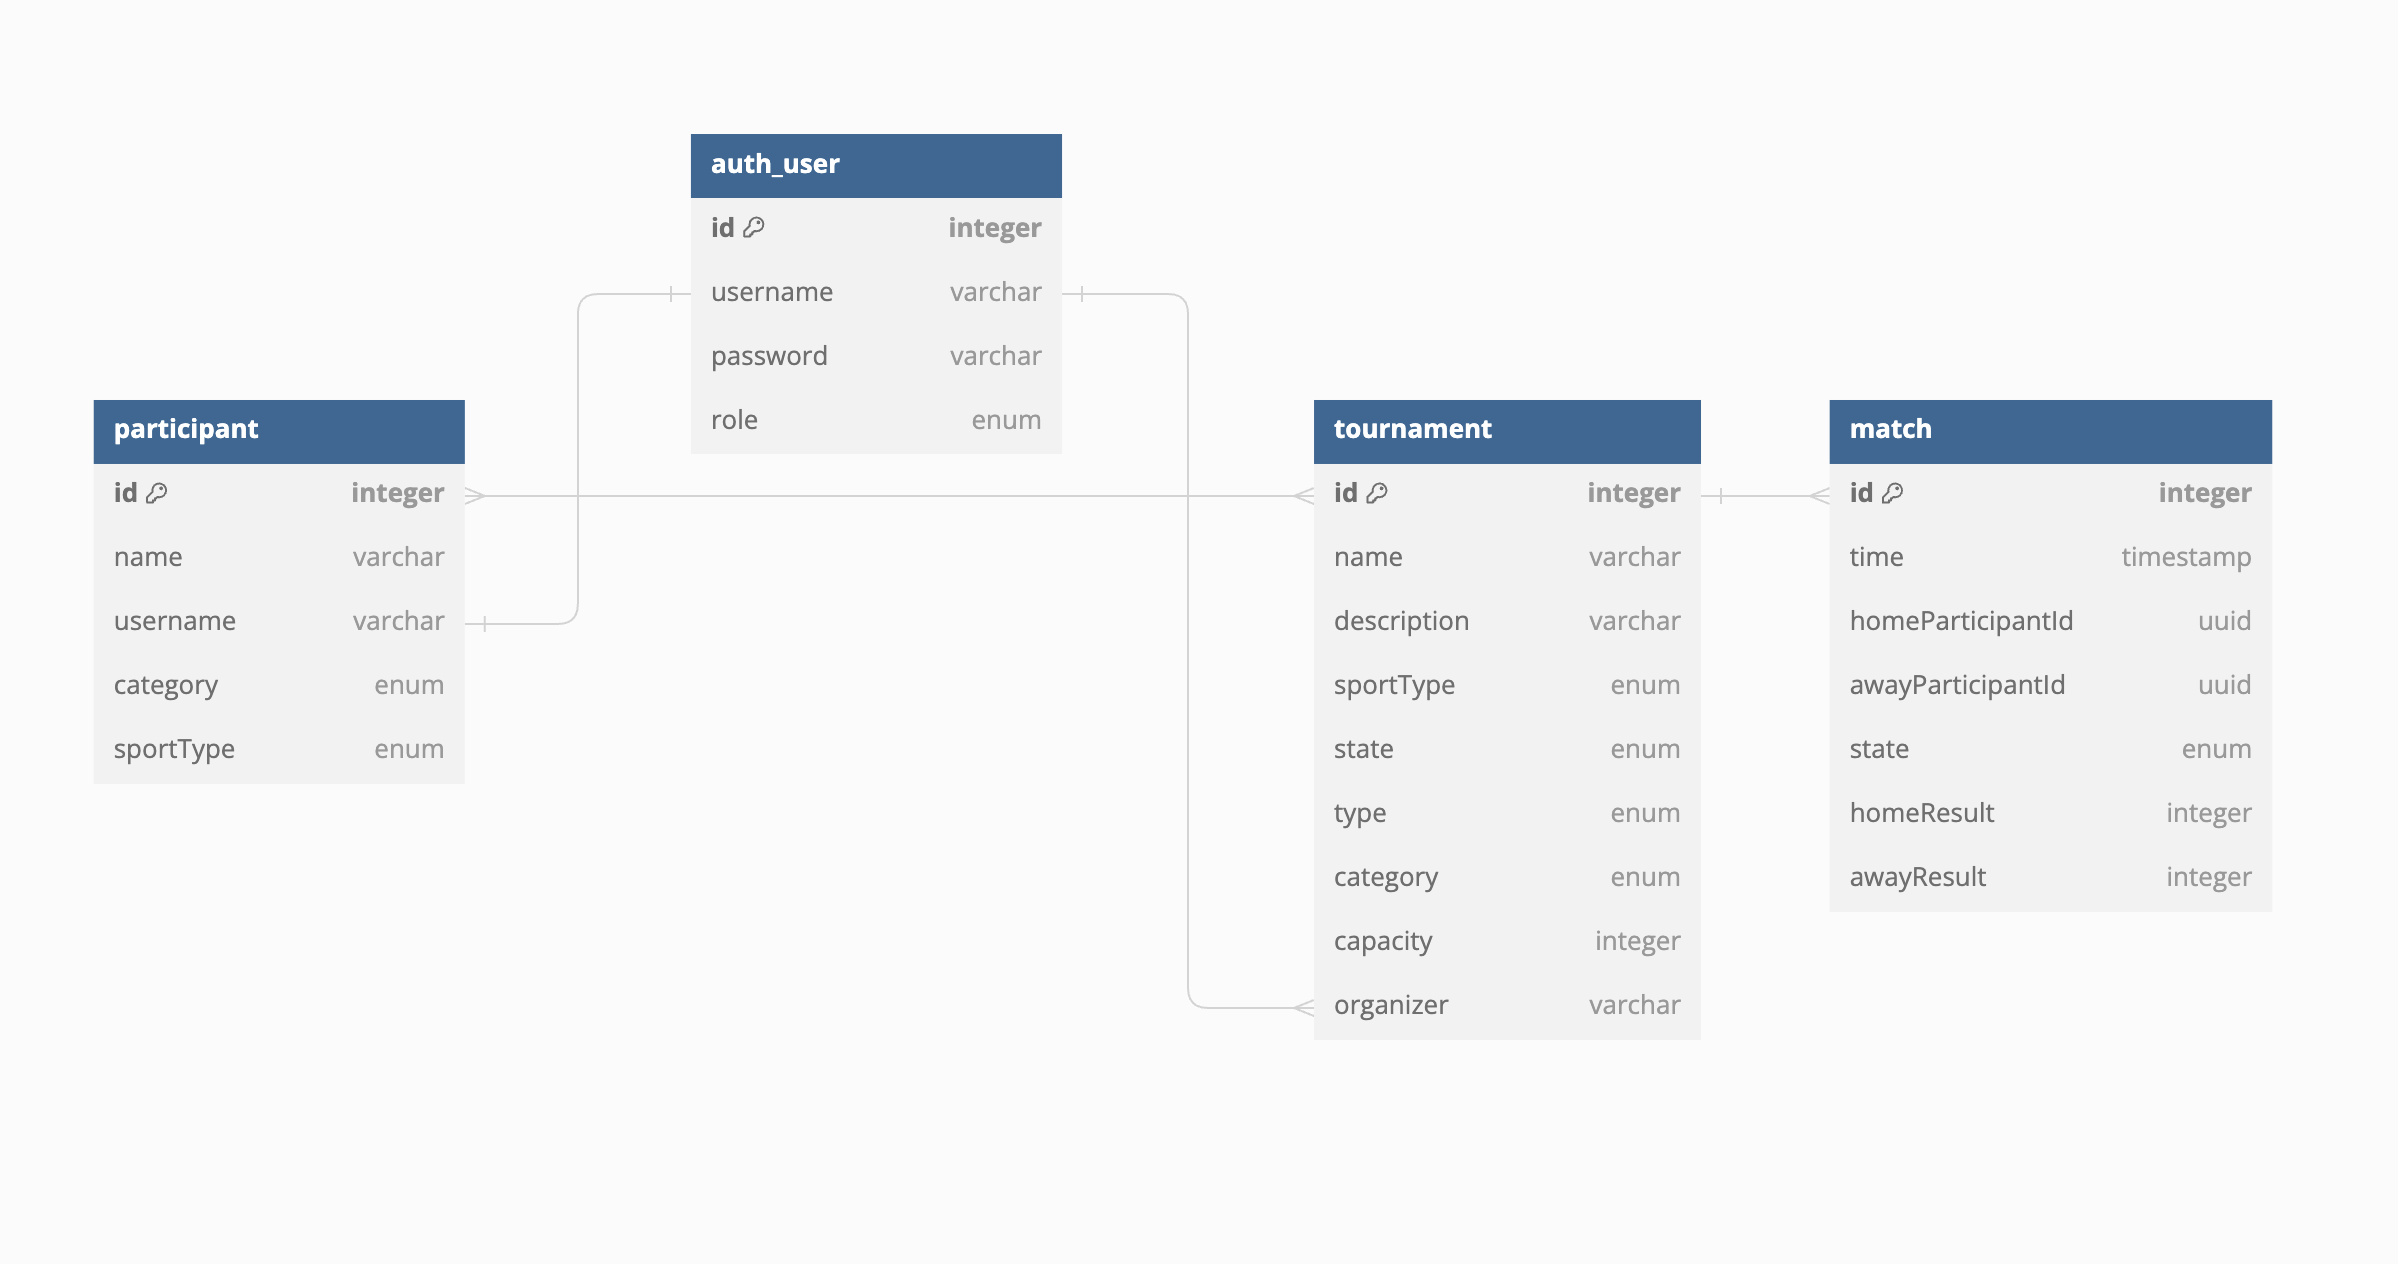 auth_user
id integer
username varchar
password varchar
role enum
participant
id integer
name varchar
username varchar
category enum
sportType enum
tournament
id integer
name varchar
description varchar
sportType enum
state enum
type enum
category enum
capacity integer
organizer varchar
match
id integer
time timestamp
homeParticipantId uuid
awayParticipantId uuid
state enum
homeResult integer
awayResult integer